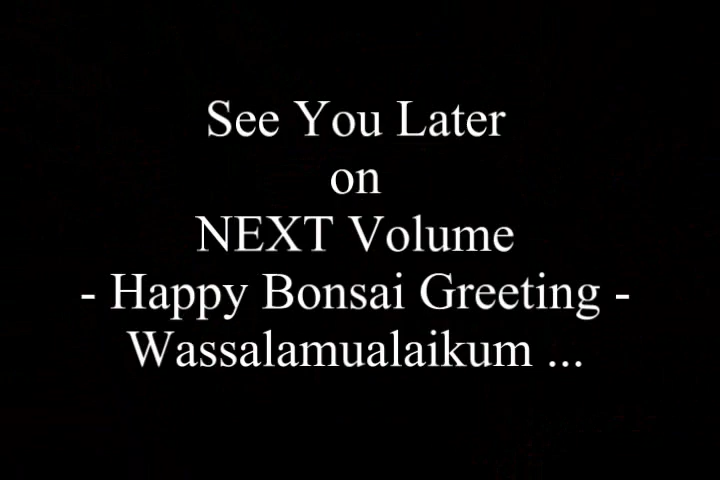 See You Later
on
NEXT Volume
- Happy Bonsai Greeting -
Wassalamualaikum ...